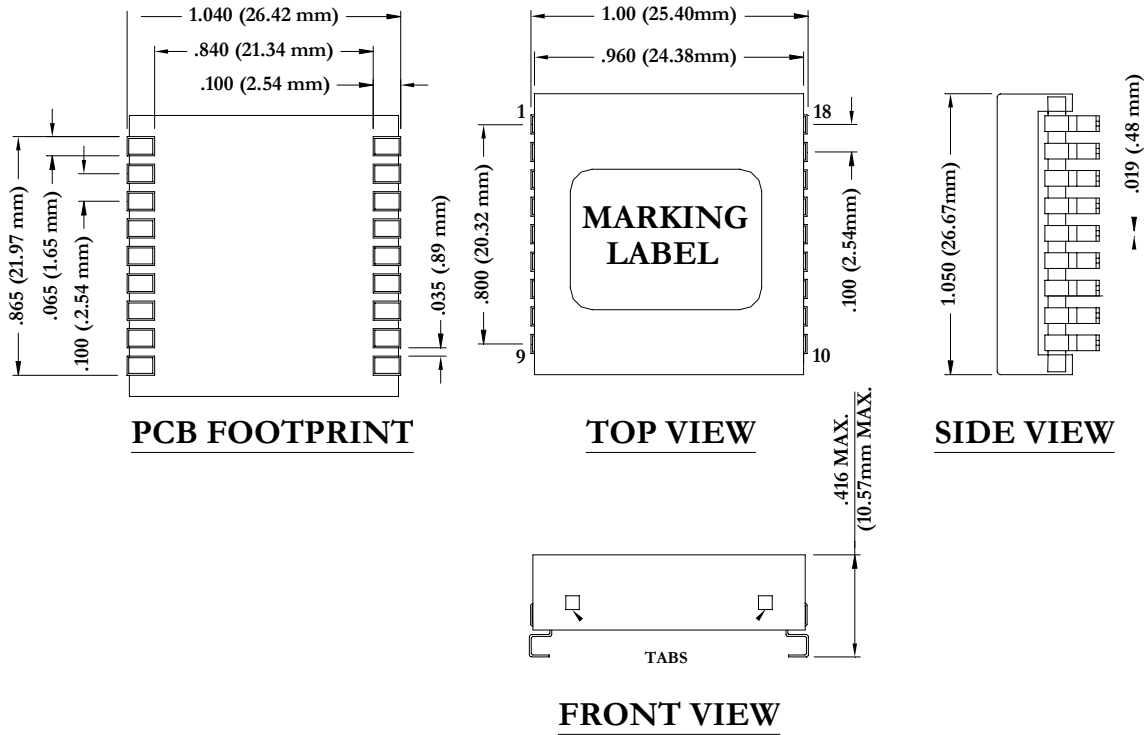 1.040 (26.42 mm)
.840 (21.34 mm)
.100 (2.54 mm)
.865 (21.97 mm)
.065 (1.65 mm)
.100 (.2.54 mm)
.035 (.89 mm)
PCB FOOTPRINT
1.00 (25.40mm)
.960 (24.38mm)
1
18
.800 (20.32 mm)
MARKING
LABEL
.100 (2.54mm)
9
10
TOP VIEW
1.050 (26.67mm)
.019 (.48 mm)
SIDE VIEW
.416 MAX.
(10.57mm MAX.
TABS
FRONT VIEW